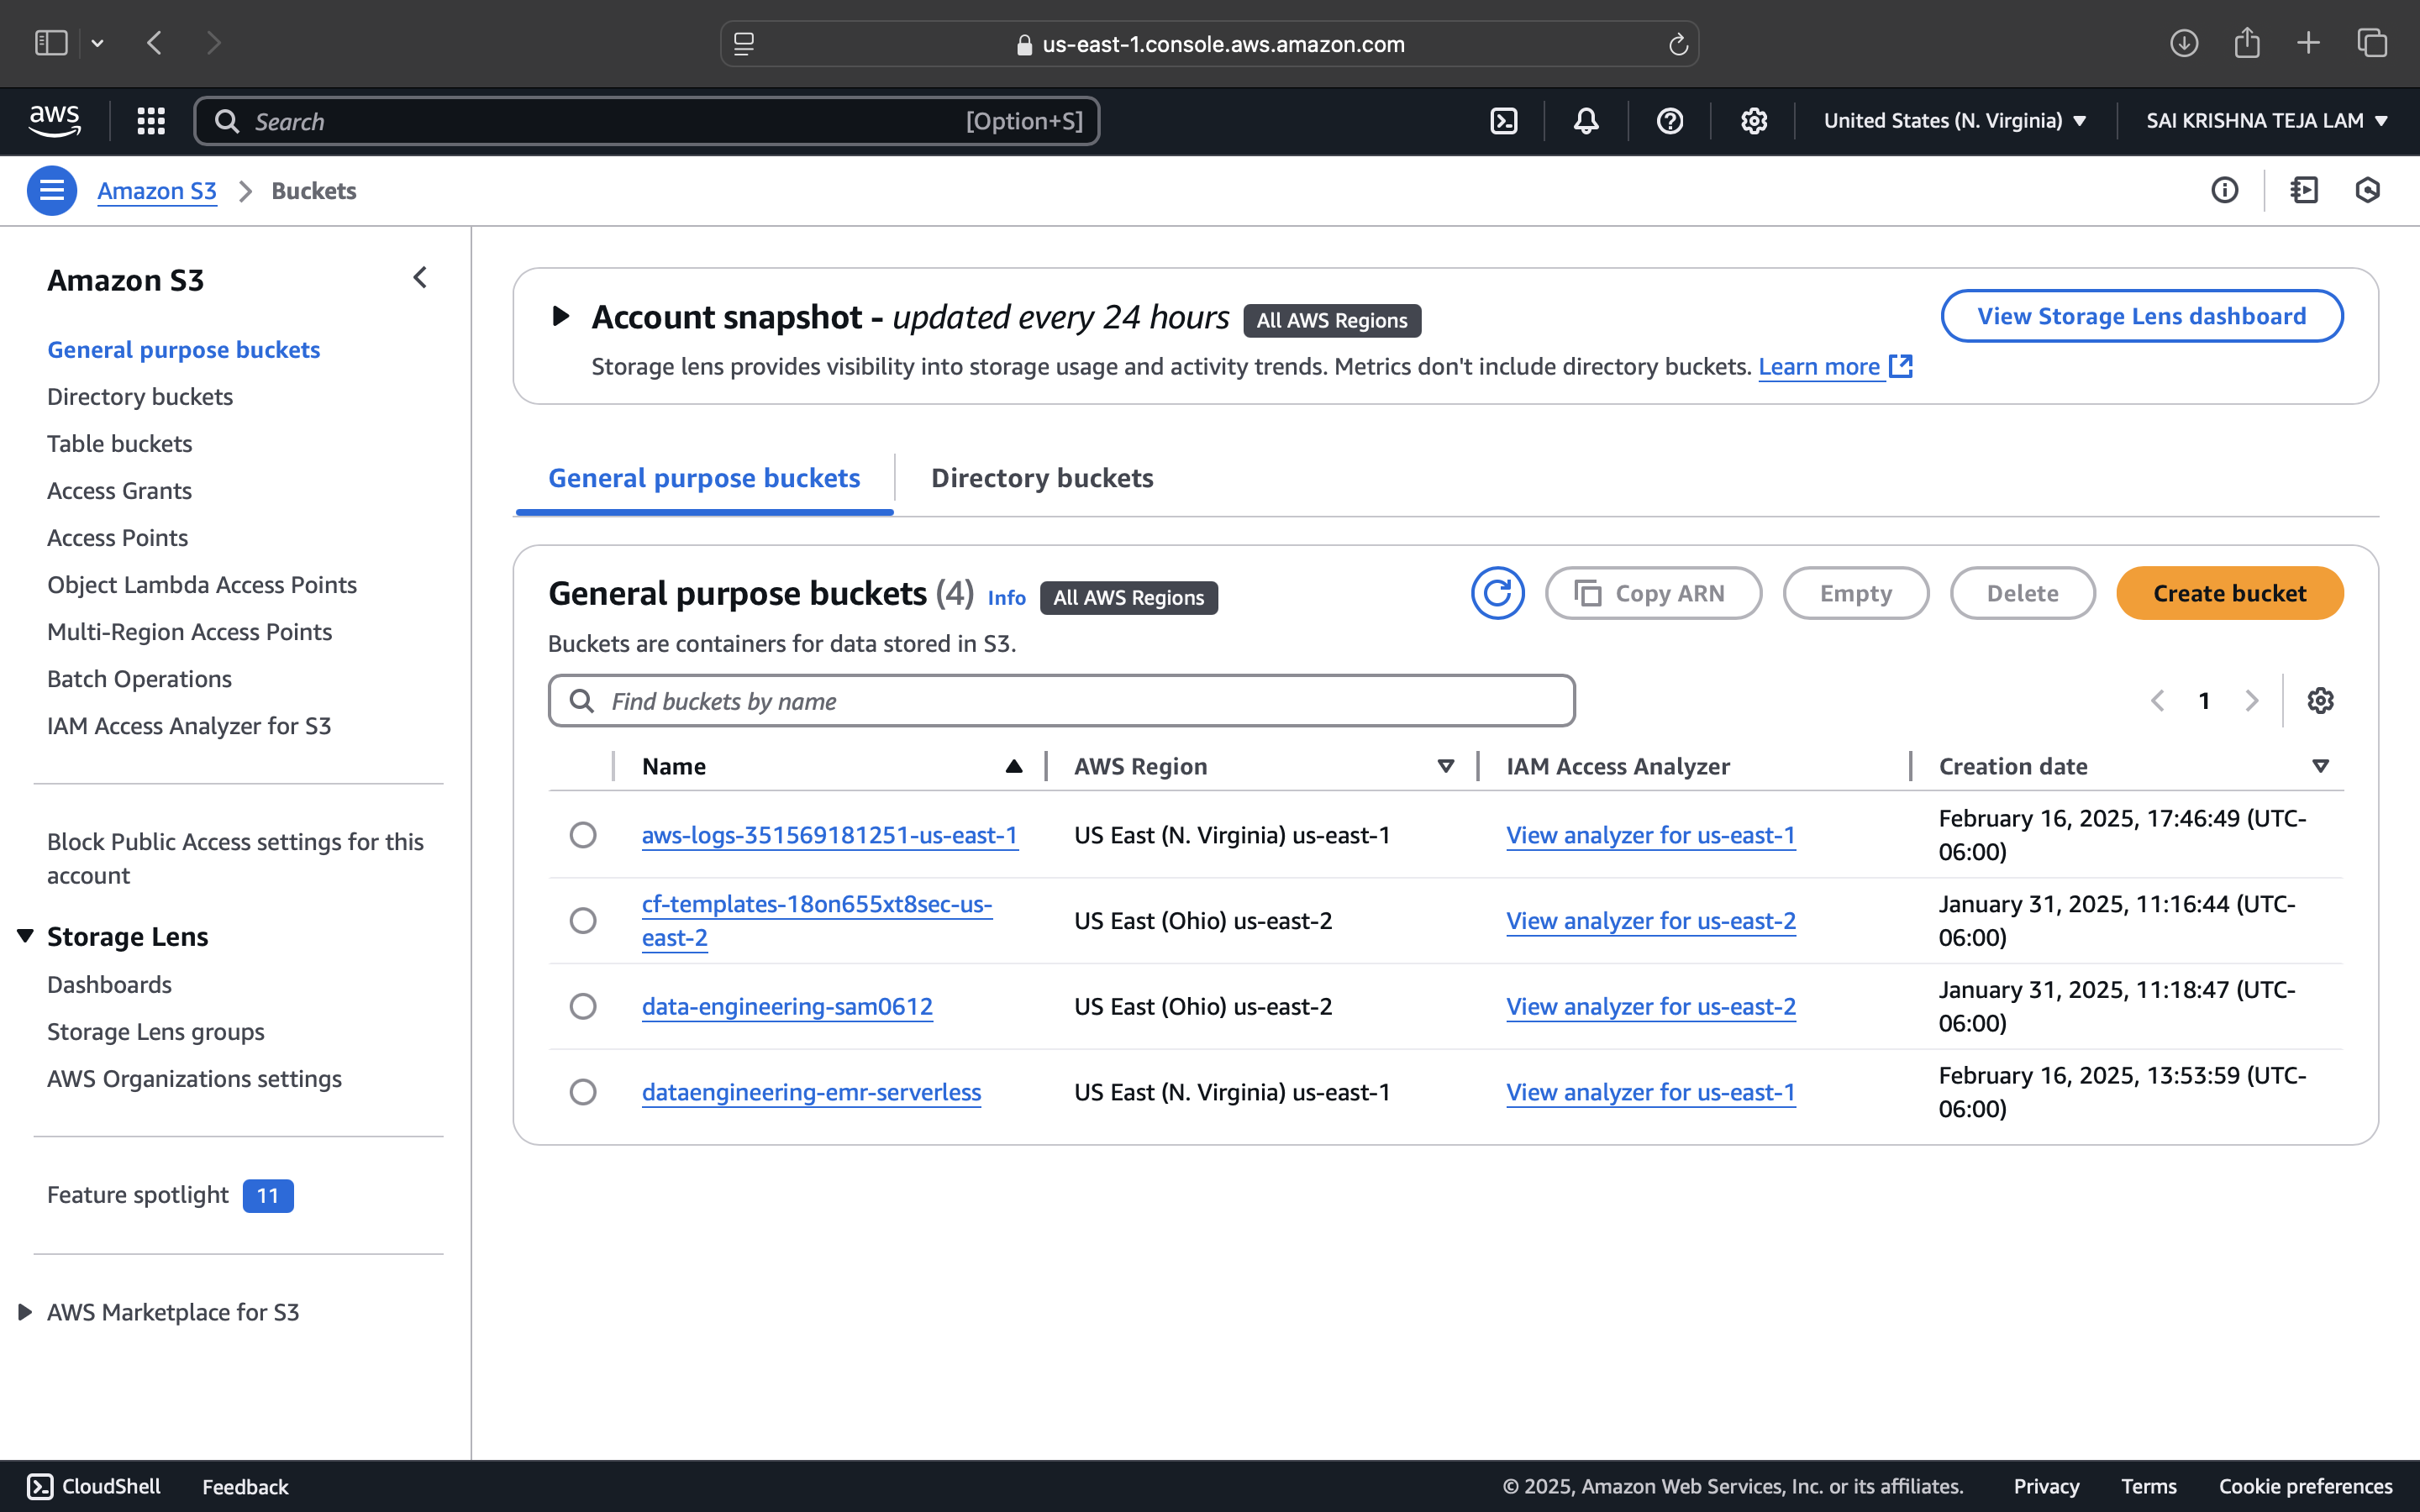 us-east-1.console.aws.amazon.com
aws
Search
[Option+S]
United States (N. Virginia)
SAI KRISHNA TEJA LAM
Amazon S3
Buckets
Amazon S3
General purpose buckets
Directory buckets
Table buckets
Access Grants
Access Points
Object Lambda Access Points
Multi-Region Access Points
Batch Operations
IAM Access Analyzer for S3
Block Public Access settings for this
account
Storage Lens
Dashboards
Storage Lens groups
AWS Organizations settings
Feature spotlight 11
AWS Marketplace for S3
Account snapshot - updated every 24 hours All AWS Regions
View Storage Lens dashboard
Storage lens provides visibility into storage usage and activity trends. Metrics don't include directory buckets. Learn more
General purpose buckets
Directory buckets
General purpose buckets (4) Info All AWS Regions
Copy ARN
Empty
Delete
Create bucket
Buckets are containers for data stored in S3.
Find buckets by name
1
Name AWS Region IAM Access Analyzer Creation date
aws-logs-351569181251-us-east-1 US East (N. Virginia) us-east-1 View analyzer for us-east-1 February 16, 2025, 17:46:49 (UTC-
06:00)
cf-templates-18on655xt8sec-us- US East (Ohio) us-east-2 View analyzer for us-east-2 January 31, 2025, 11:16:44 (UTC-
east-2 06:00)
data-engineering-sam0612 US East (Ohio) us-east-2 View analyzer for us-east-2 January 31, 2025, 11:18:47 (UTC-
06:00)
dataengineering-emr-serverless US East (N. Virginia) us-east-1 View analyzer for us-east-1 February 16, 2025, 13:53:59 (UTC-
06:00)
CloudShell
Feedback
© 2025, Amazon Web Services, Inc. or its affiliates.
Privacy
Terms
Cookie preferences